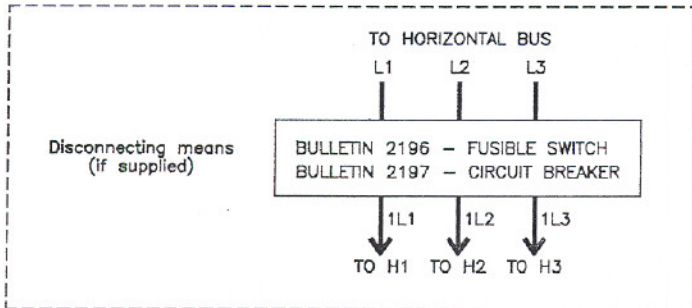 TO HORIZONTAL BUS
L1 L2 L3
Disconnecting means
(if supplied)
BULLETIN 2196 – FUSIBLE SWITCH
BULLETIN 2197 – CIRCUIT BREAKER
1L1 1L2 1L3
TO H1 TO H2 TO H3